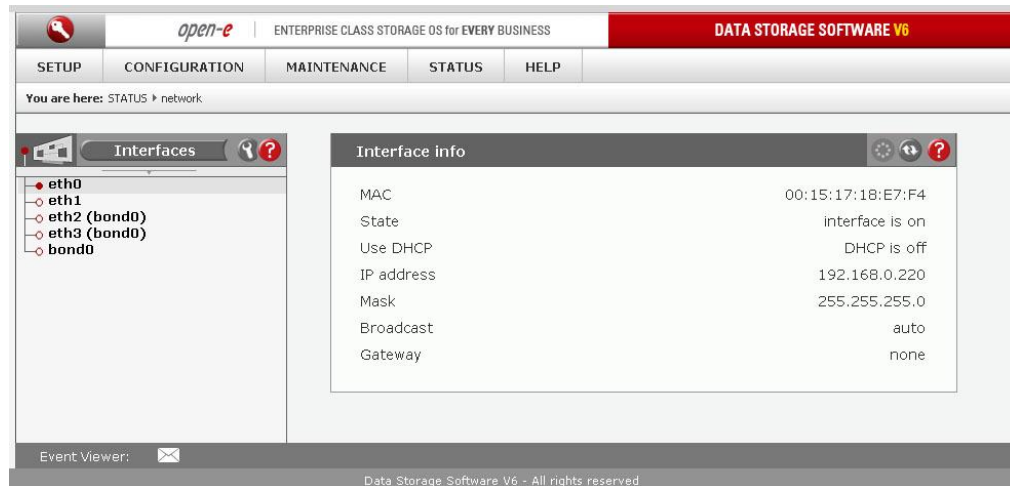 open-e ENTERPRISE CLASS STORAGE OS for EVERY BUSINESS DATA STORAGE SOFTWARE V6
SETUP CONFIGURATION MAINTENANCE STATUS HELP
You are here: STATUS ▸ network
Interfaces ?
eth0
eth1
eth2 (bond0)
eth3 (bond0)
bond0
Interface info ?
MAC 00:15:17:18:E7:F4
State interface is on
Use DHCP DHCP is off
IP address 192.168.0.220
Mask 255.255.255.0
Broadcast auto
Gateway none
Event Viewer:
Data Storage Software V6 - All rights reserved